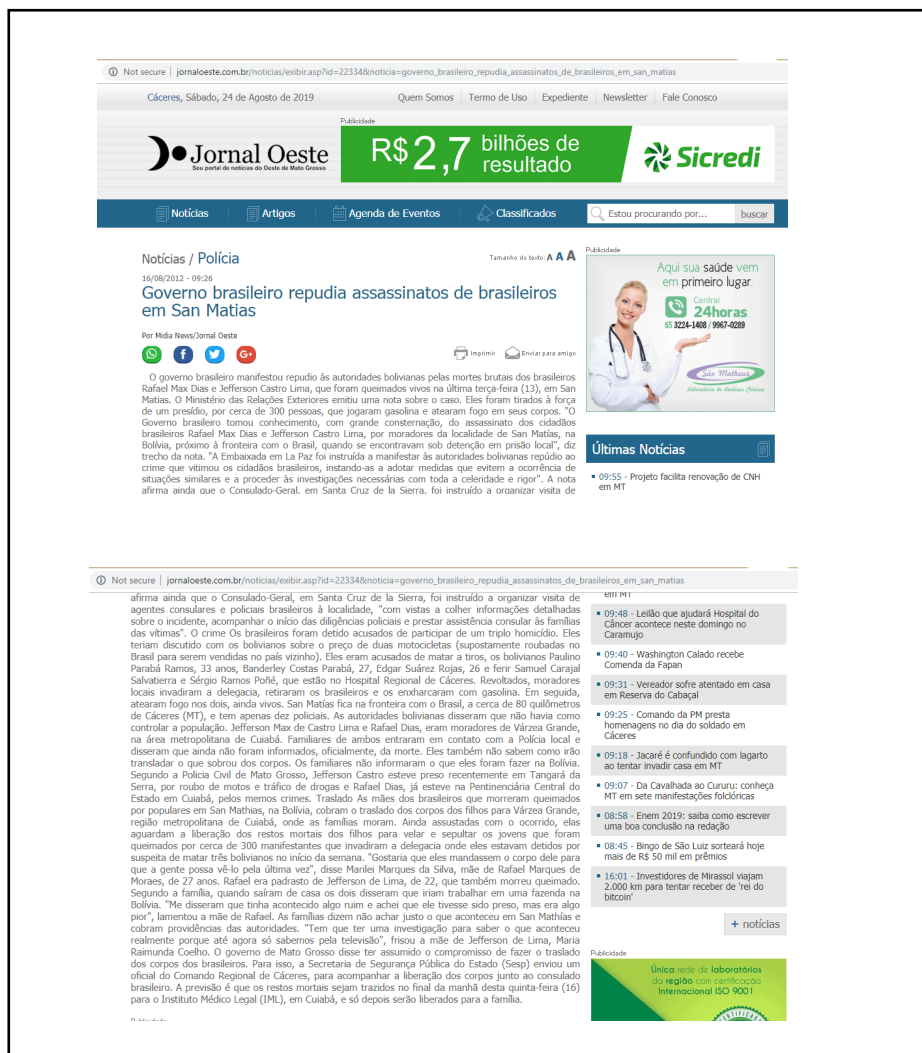 Not secure | jornaloeste.com.br/noticias/exibir.asp?id=22334&noticia=governo_brasileiro_repudia_assassinatos_de_brasileiros_em_san_matias
Cáceres, Sábado, 24 de Agosto de 2019
Quem Somos Termo de Uso Expediente Newsletter Fale Conosco
Publicidade
Jornal Oeste
Seu portal de notícias do Oeste de Mato Grosso
R$ 2,7 bilhões de resultado
Sicredi
Notícias Artigos Agenda de Eventos Classificados Estou procurando por... buscar
Notícias / Polícia
Tamanho do texto: A A A
16/08/2012 - 09:26
Governo brasileiro repudia assassinatos de brasileiros
em San Matias
Por Midia News/Jornal Oeste
Imprimir Enviar para amigo
O governo brasileiro manifestou repudio às autoridades bolivianas pelas mortes brutais dos brasileiros
Rafael Max Dias e Jefferson Castro Lima, que foram queimados vivos na última terça-feira (13), em San
Matias. O Ministério das Relações Exteriores emitiu uma nota sobre o caso. Eles foram tirados à força
de um presídio, por cerca de 300 pessoas, que jogaram gasolina e atearam fogo em seus corpos. "O
Governo brasileiro tomou conhecimento, com grande consternação, do assassinato dos cidadãos
brasileiros Rafael Max Dias e Jefferson Castro Lima, por moradores da localidade de San Matías, na
Bolívia, próximo à fronteira com o Brasil, quando se encontravam sob detenção em prisão local", diz
trecho da nota. "A Embaixada em La Paz foi instruída a manifestar às autoridades bolivianas repúdio ao
crime que vitimou os cidadãos brasileiros, instando-as a adotar medidas que evitem a ocorrência de
situações similares e a proceder às investigações necessárias com toda a celeridade e rigor". A nota
afirma ainda que o Consulado-Geral, em Santa Cruz de la Sierra, foi instruído a organizar visita de
Publicidade
Aqui sua saúde vem
em primeiro lugar.
Central
24horas
65 3224-1408 / 9967-0289
São Matheus
Laboratório de Análises Clínicas
Últimas Notícias
09:55 - Projeto facilita renovação de CNH
em MT
Not secure | jornaloeste.com.br/noticias/exibir.asp?id=22334&noticia=governo_brasileiro_repudia_assassinatos_de_brasileiros_em_san_matias
afirma ainda que o Consulado-Geral, em Santa Cruz de la Sierra, foi instruído a organizar visita de
agentes consulares e policiais brasileiros à localidade, "com vistas a colher informações detalhadas
sobre o incidente, acompanhar o início das diligências policiais e prestar assistência consular às famílias
das vítimas". O crime Os brasileiros foram detido acusados de participar de um triplo homicídio. Eles
teriam discutido com os bolivianos sobre o preço de duas motocicletas (supostamente roubadas no
Brasil para serem vendidas no país vizinho). Eles eram acusados de matar a tiros, os bolivianos Paulino
Parabá Ramos, 33 anos, Banderley Costas Parabá, 27, Edgar Suárez Rojas, 26 e ferir Samuel Carajal
Salvatierra e Sérgio Ramos Poñé, que estão no Hospital Regional de Cáceres. Revoltados, moradores
locais invadiram a delegacia, retiraram os brasileiros e os enxharcaram com gasolina. Em seguida,
atearam fogo nos dois, ainda vivos. San Matías fica na fronteira com o Brasil, a cerca de 80 quilômetros
de Cáceres (MT), e tem apenas dez policiais. As autoridades bolivianas disseram que não havia como
controlar a população. Jefferson Max de Castro Lima e Rafael Dias, eram moradores de Várzea Grande,
na área metropolitana de Cuiabá. Familiares de ambos entraram em contato com a Polícia local e
disseram que ainda não foram informados, oficialmente, da morte. Eles também não sabem como irão
transladar o que sobrou dos corpos. Os familiares não informaram o que eles foram fazer na Bolívia.
Segundo a Policia Civil de Mato Grosso, Jefferson Castro esteve preso recentemente em Tangará da
Serra, por roubo de motos e tráfico de drogas e Rafael Dias, já esteve na Pentinenciária Central do
Estado em Cuiabá, pelos memos crimes. Traslado As mães dos brasileiros que morreram queimados
por populares em San Mathias, na Bolívia, cobram o traslado dos corpos dos filhos para Várzea Grande,
região metropolitana de Cuiabá, onde as famílias moram. Ainda assustadas com o ocorrido, elas
aguardam a liberação dos restos mortais dos filhos para velar e sepultar os jovens que foram
queimados por cerca de 300 manifestantes que invadiram a delegacia onde eles estavam detidos por
suspeita de matar três bolivianos no início da semana. "Gostaria que eles mandassem o corpo dele para
que a gente possa vê-lo pela última vez", disse Marilei Marques da Silva, mãe de Rafael Marques de
Moraes, de 27 anos. Rafael era padrasto de Jefferson de Lima, de 22, que também morreu queimado.
Segundo a família, quando saíram de casa os dois disseram que iriam trabalhar em uma fazenda na
Bolívia. "Me disseram que tinha acontecido algo ruim e achei que ele tivesse sido preso, mas era algo
pior", lamentou a mãe de Rafael. As famílias dizem não achar justo o que aconteceu em San Mathías e
cobram providências das autoridades. "Tem que ter uma investigação para saber o que aconteceu
realmente porque até agora só sabemos pela televisão", frisou a mãe de Jefferson de Lima, Maria
Raimunda Coelho. O governo de Mato Grosso disse ter assumido o compromisso de fazer o traslado
dos corpos dos brasileiros. Para isso, a Secretaria de Segurança Pública do Estado (Sesp) enviou um
oficial do Comando Regional de Cáceres, para acompanhar a liberação dos corpos junto ao consulado
brasileiro. A previsão é que os restos mortais sejam trazidos no final da manhã desta quinta-feira (16)
para o Instituto Médico Legal (IML), em Cuiabá, e só depois serão liberados para a família.
Publicidade
em MT
09:48 - Leilão que ajudará Hospital do
Câncer acontece neste domingo no
Caramujo
09:40 - Washington Calado recebe
Comenda da Fapan
09:31 - Vereador sofre atentado em casa
em Reserva do Cabaçal
09:25 - Comando da PM presta
homenagens no dia do soldado em
Cáceres
09:18 - Jacaré é confundido com lagarto
ao tentar invadir casa em MT
09:07 - Da Cavalhada ao Cururu: conheça
MT em sete manifestações folclóricas
08:58 - Enem 2019: saiba como escrever
uma boa conclusão na redação
08:45 - Bingo de São Luiz sorteará hoje
mais de R$ 50 mil em prêmios
16:01 - Investidores de Mirassol viajam
2.000 km para tentar receber de 'rei do
bitcoin'
+ notícias
Publicidade
Única rede de laboratórios
da região com certificação
Internacional ISO 9001
CERTIFICADO